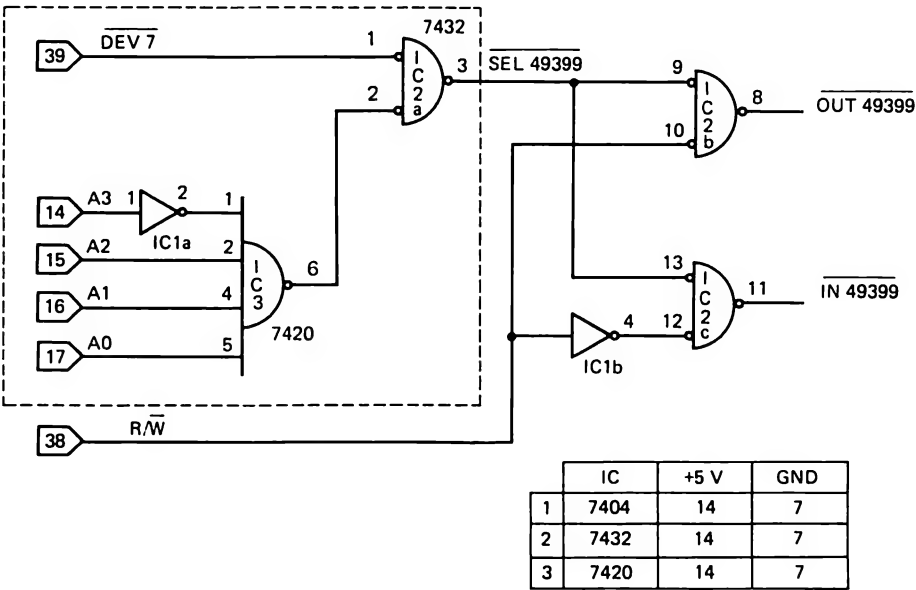 7432
39 DEV 7 1
3 SEL 49399
I C 2 a
2
9 8 OUT 49399
I C 2 b
10
14 A3 1 2 1
IC1a
15 A2 2
I C 3
6
16 A1 4
7420
17 A0 5
13 11 IN 49399
I C 2 c
4 12
IC1b
38 R/W
IC +5 V GND
1 7404 14 7
2 7432 14 7
3 7420 14 7